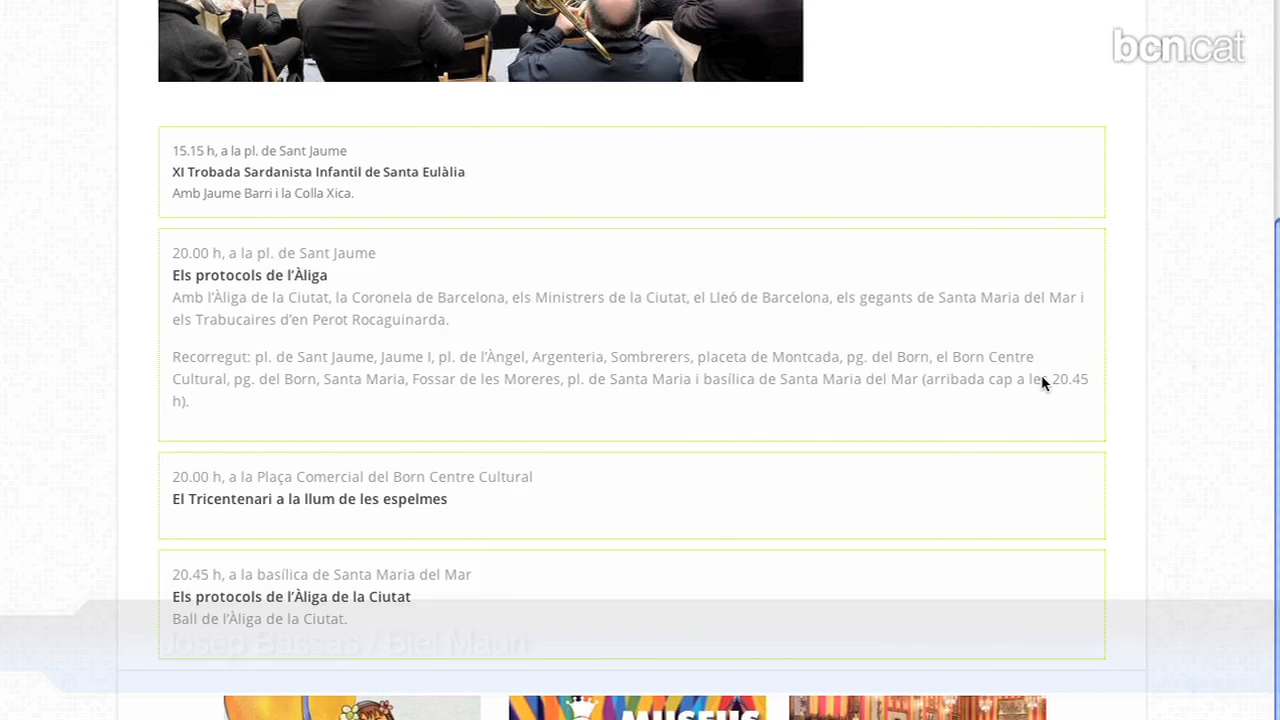 bcn.cat
15.15 h, a la pl. de Sant Jaume
XI Trobada Sardanista Infantil de Santa Eulàlia
Amb Jaume Barri i la Colla Xica.
20.00 h, a la pl. de Sant Jaume
Els protocols de l'Àliga
Amb l'Àliga de la Ciutat, la Coronela de Barcelona, els Ministrers de la Ciutat, el Lleó de Barcelona, els gegants de Santa Maria del Mar i
els Trabucaires d'en Perot Rocaguinarda.
Recorregut: pl. de Sant Jaume, Jaume I, pl. de l'Àngel, Argenteria, Sombrerers, placeta de Montcada, pg. del Born, el Born Centre
Cultural, pg. del Born, Santa Maria, Fossar de les Moreres, pl. de Santa Maria i basílica de Santa Maria del Mar (arribada cap a les 20.45
h).
20.00 h, a la Plaça Comercial del Born Centre Cultural
El Tricentenari a la llum de les espelmes
20.45 h, a la basílica de Santa Maria del Mar
Els protocols de l'Àliga de la Ciutat
Ball de l'Àliga de la Ciutat.
Josep Bassas / Biel Mauri
MUSEUS